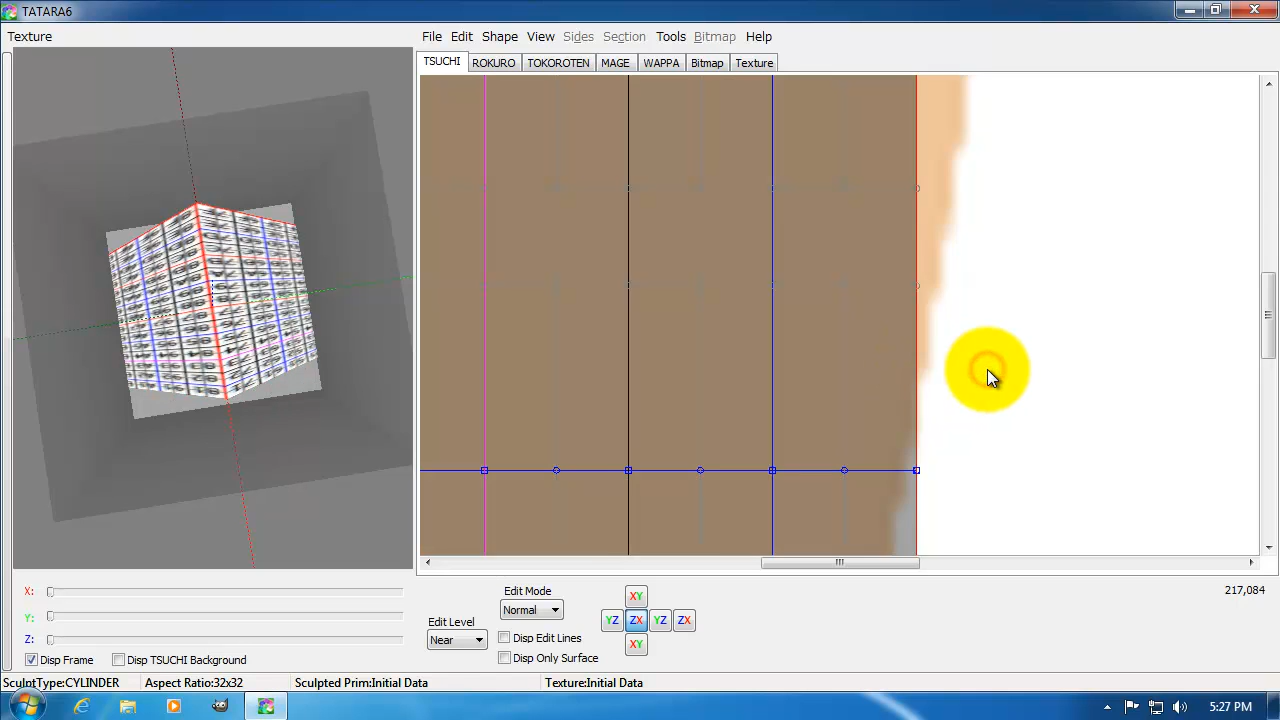 TATARA6
Texture
File Edit Shape View Sides Section Tools Bitmap Help
TSUCHI ROKURO TOKOROTEN MAGE WAPPA Bitmap Texture
X:
Y:
Z:
Disp Frame Disp TSUCHI Background
Edit Level
Near
Edit Mode
Normal
Disp Edit Lines
Disp Only Surface
XY
YZ ZX YZ ZX
XY
217,084
SculptType:CYLINDER Aspect Ratio:32x32 Sculpted Prim:Initial Data Texture:Initial Data
5:27 PM